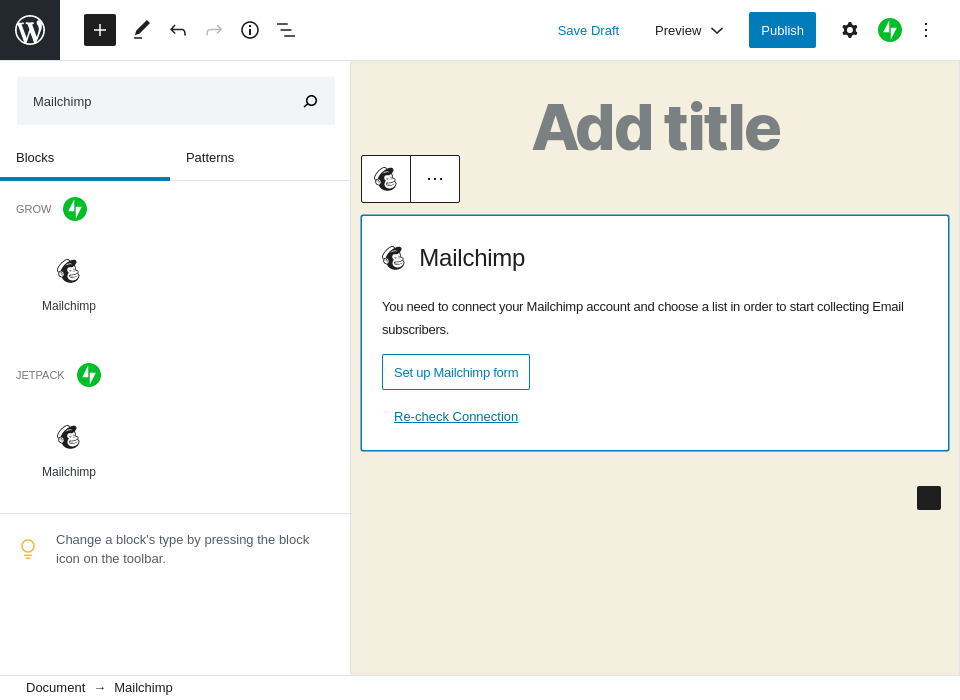 Save Draft
Preview
Publish
Mailchimp
Blocks
Patterns
GROW
Mailchimp
JETPACK
Mailchimp
Change a block's type by pressing the block
icon on the toolbar.
Add title
Mailchimp
You need to connect your Mailchimp account and choose a list in order to start collecting Email
subscribers.
Set up Mailchimp form
Re-check Connection
Document → Mailchimp